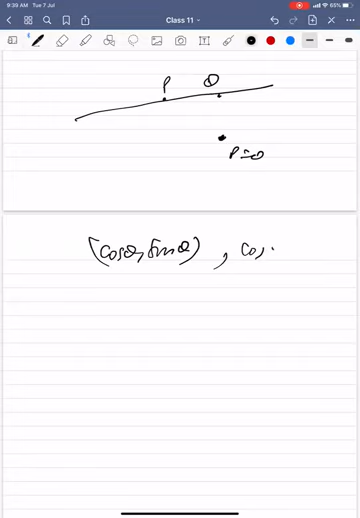 9:39 AM Tue 7 Jul
65%
Class 11
P Q
P=Q
(cosθ, sinθ), cos